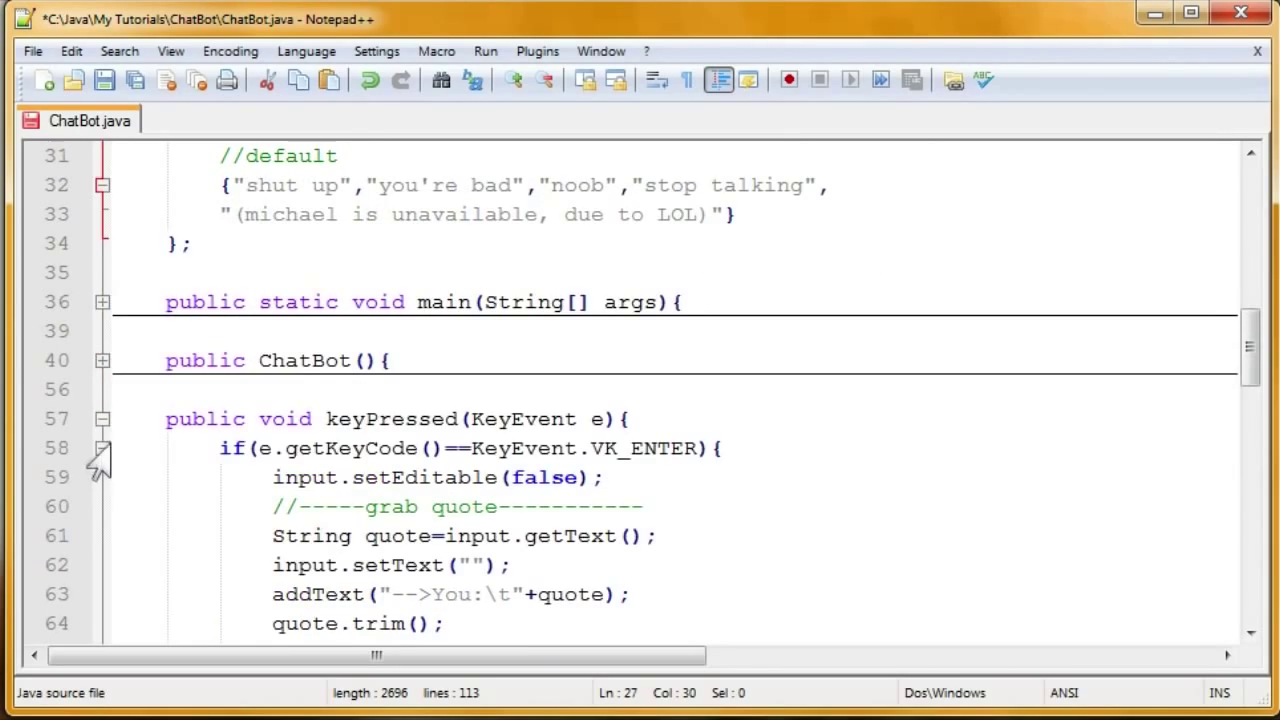 *C:\Java\My Tutorials\ChatBot\ChatBot.java - Notepad++
File Edit Search View Encoding Language Settings Macro Run Plugins Window ? X
ABC
ChatBot.java
31 //default
32 {"shut up","you're bad","noob","stop talking",
33 "(michael is unavailable, due to LOL)"}
34 };
35
36 public static void main(String[] args){
39
40 public ChatBot(){
56
57 public void keyPressed(KeyEvent e){
58 if(e.getKeyCode()==KeyEvent.VK_ENTER){
59 input.setEditable(false);
60 //-----grab quote-----------
61 String quote=input.getText();
62 input.setText("");
63 addText("-->You:\t"+quote);
64 quote.trim();
Java source file length : 2696 lines : 113 Ln : 27 Col : 30 Sel : 0 Dos\Windows ANSI INS